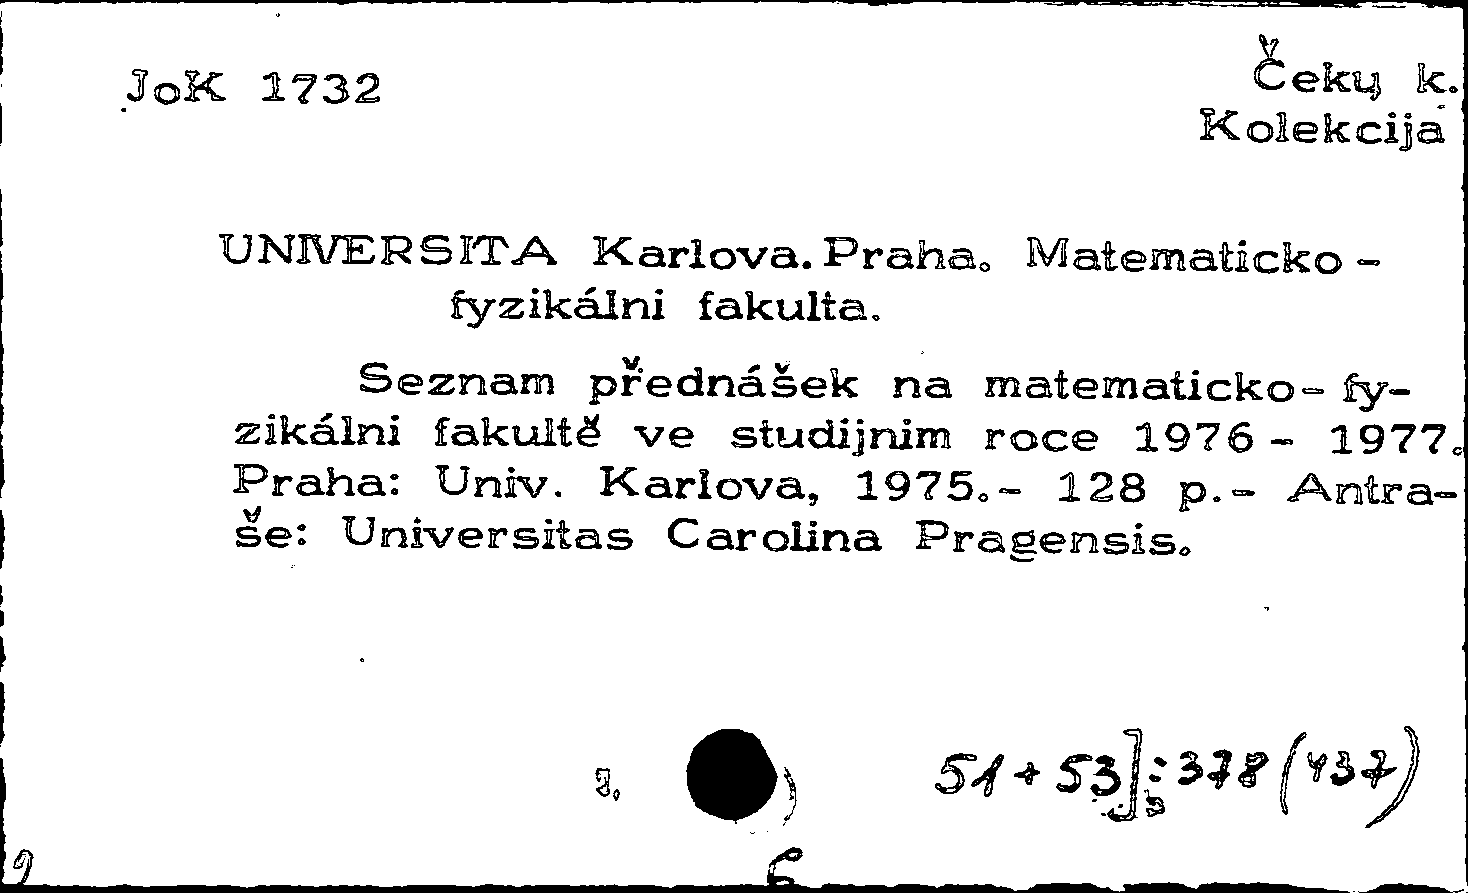 JoK 1732
Čekų k.
Kolekcija
UNIVERSITA Karlova. Praha. Matematicko-
fyzikálni fakulta.
Seznam přednášek na matematicko-fy-
zikálni fakultě ve studijnim roce 1976 - 1977.
Praha: Univ. Karlova, 1975.- 128 p.- Antra-
še: Universitas Carolina Pragensis.
51+53]:378(437)